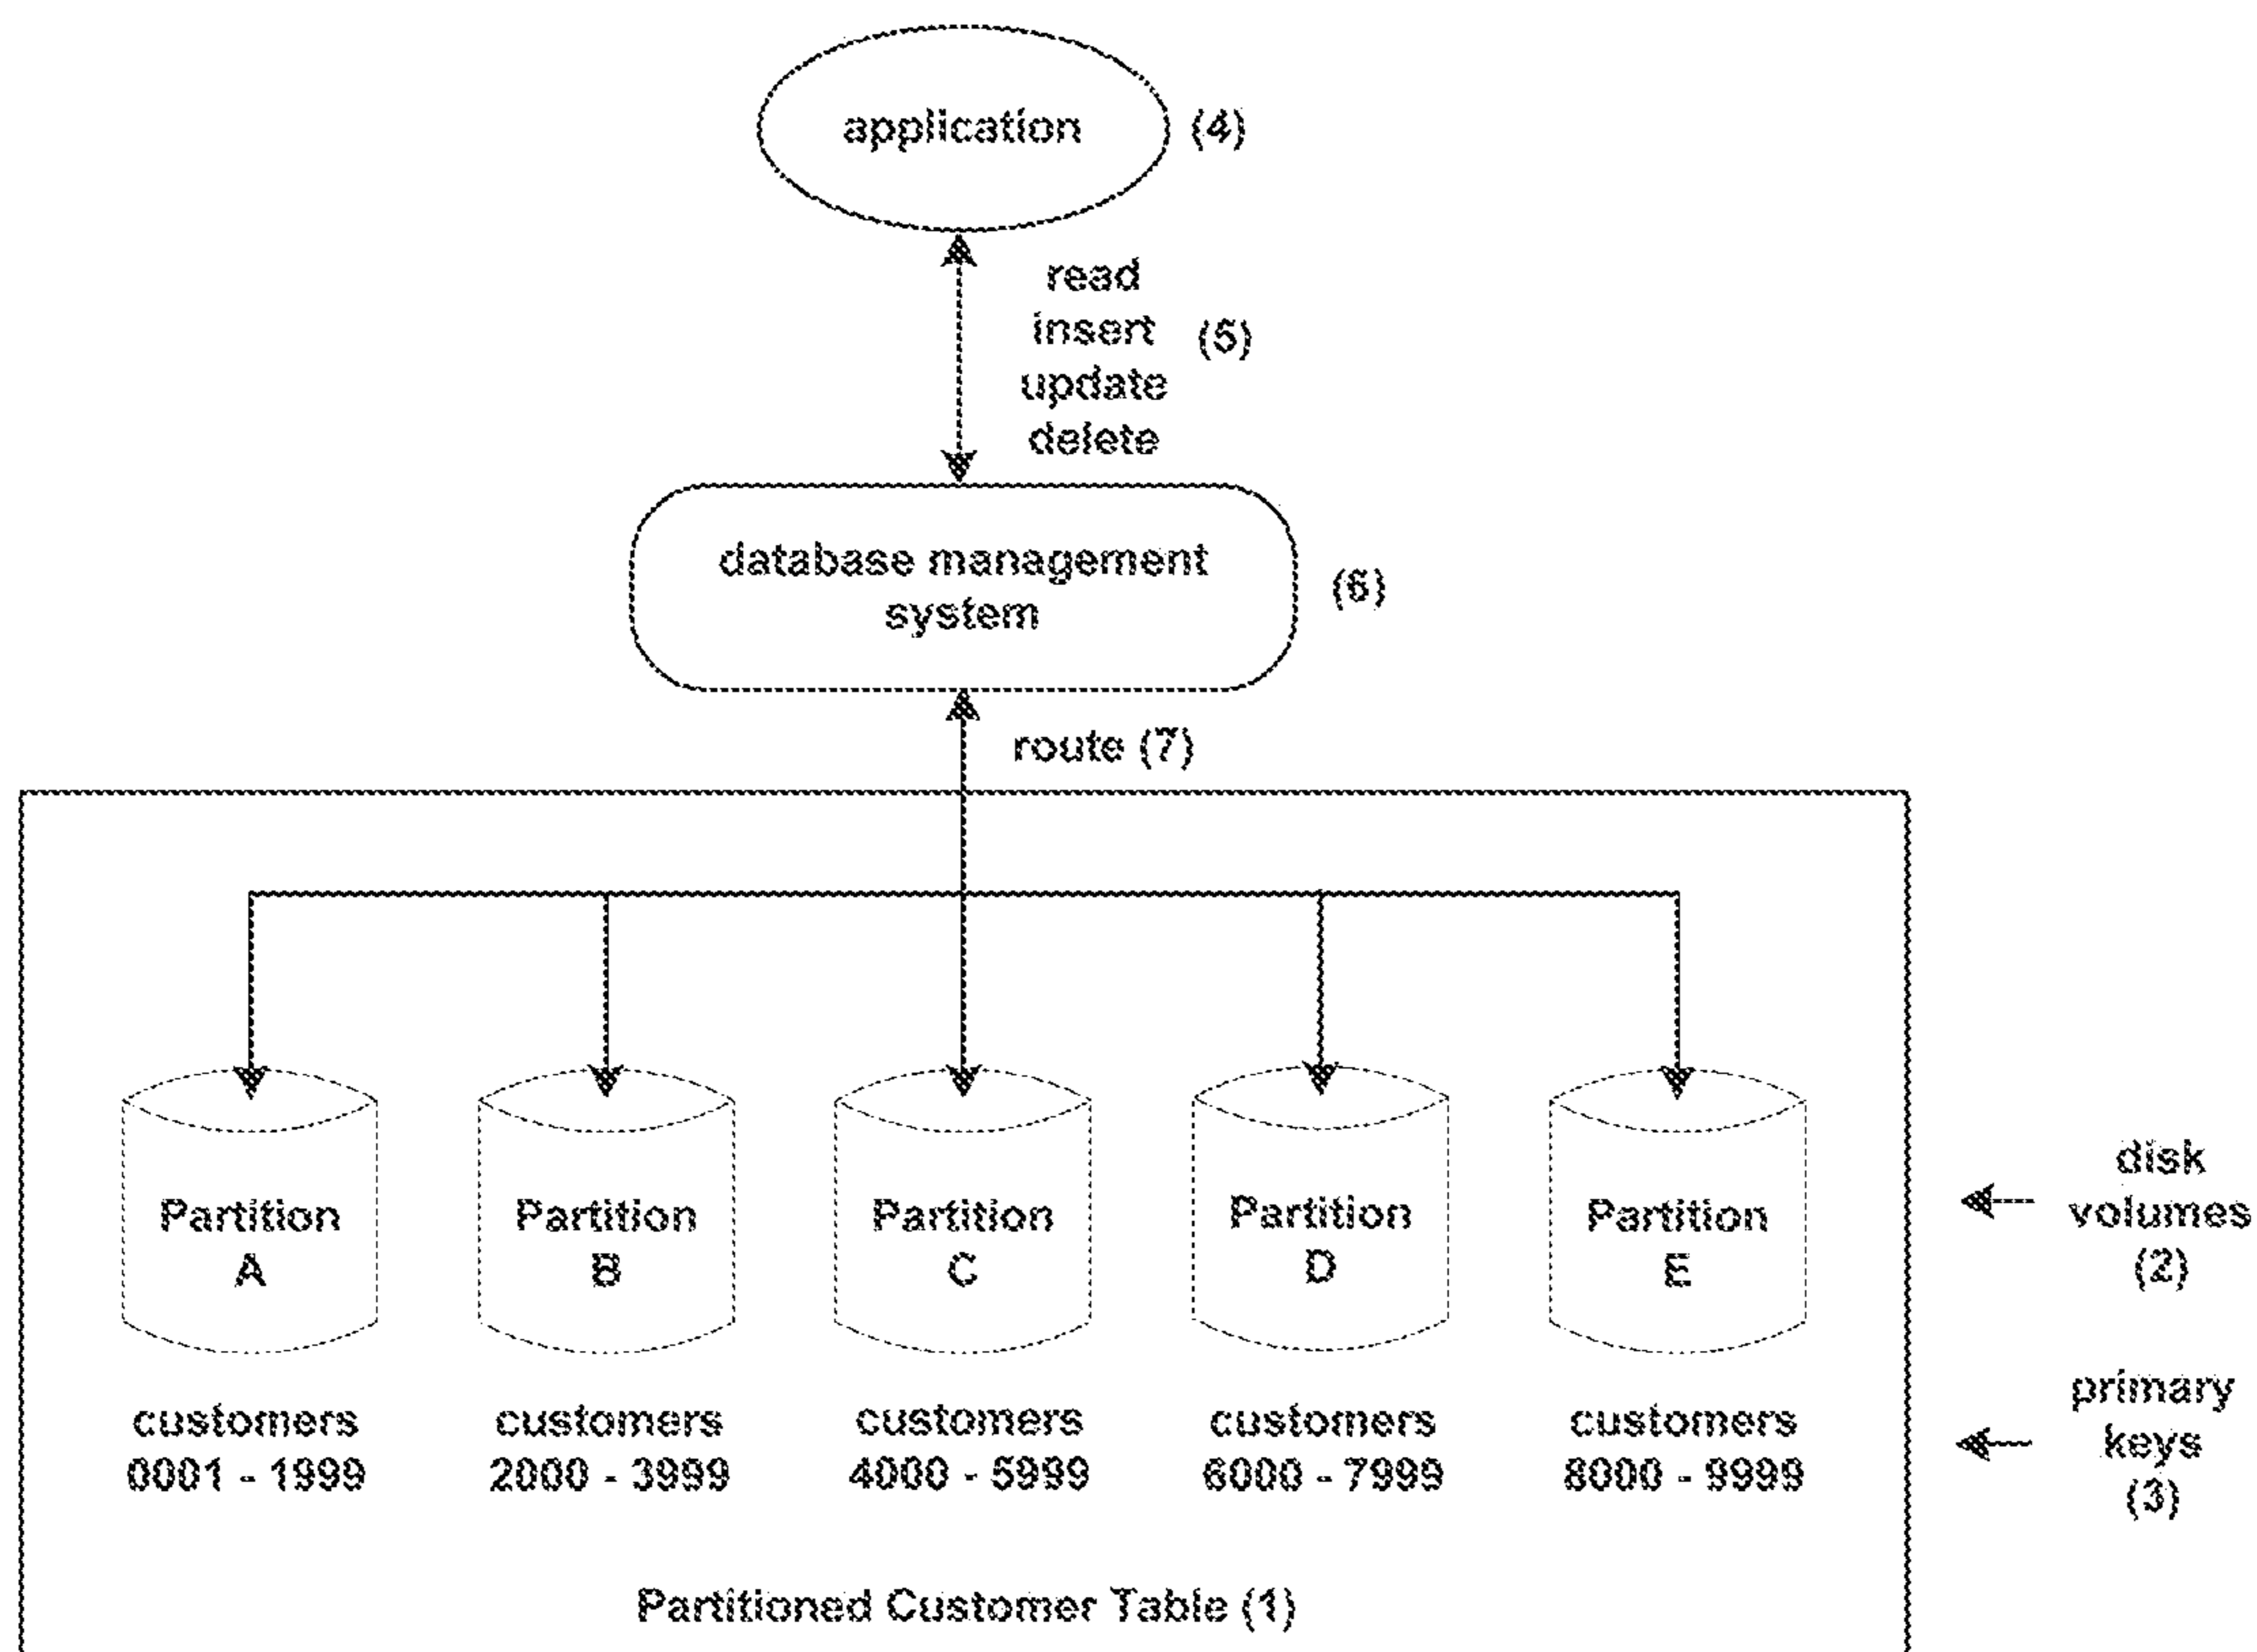 application (4)
read
insert (5)
update
delete
database management
system
(6)
route (7)
Partition
A
Partition
B
Partition
C
Partition
D
Partition
E
disk
volumes
(2)
customers
0001 - 1999
customers
2000 - 3999
customers
4000 - 5999
customers
6000 - 7999
customers
8000 - 9999
primary
keys
(3)
Partitioned Customer Table (1)